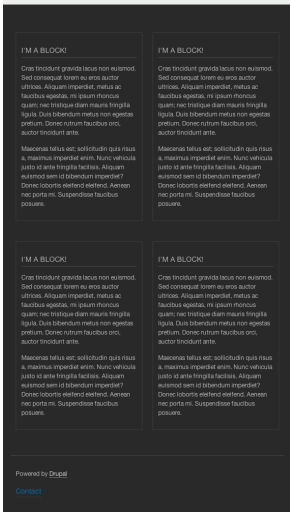 I'M A BLOCK!
Cras tincidunt gravida lacus non euismod.
Sed consequat lorem eu eros auctor
ultrices. Aliquam imperdiet, metus ac
faucibus egestas, mi ipsum rhoncus
quam; nec tristique diam mauris fringilla
ligula. Duis bibendum metus non egestas
pretium. Donec rutrum faucibus orci,
auctor tincidunt ante.
Maecenas tellus est; sollicitudin quis risus
a, maximus imperdiet enim. Nunc vehicula
justo id ante fringilla facilisis. Aliquam
euismod sem id bibendum imperdiet?
Donec lobortis eleifend eleifend. Aenean
nec porta mi. Suspendisse faucibus
posuere.
I'M A BLOCK!
Cras tincidunt gravida lacus non euismod.
Sed consequat lorem eu eros auctor
ultrices. Aliquam imperdiet, metus ac
faucibus egestas, mi ipsum rhoncus
quam; nec tristique diam mauris fringilla
ligula. Duis bibendum metus non egestas
pretium. Donec rutrum faucibus orci,
auctor tincidunt ante.
Maecenas tellus est; sollicitudin quis risus
a, maximus imperdiet enim. Nunc vehicula
justo id ante fringilla facilisis. Aliquam
euismod sem id bibendum imperdiet?
Donec lobortis eleifend eleifend. Aenean
nec porta mi. Suspendisse faucibus
posuere.
I'M A BLOCK!
Cras tincidunt gravida lacus non euismod.
Sed consequat lorem eu eros auctor
ultrices. Aliquam imperdiet, metus ac
faucibus egestas, mi ipsum rhoncus
quam; nec tristique diam mauris fringilla
ligula. Duis bibendum metus non egestas
pretium. Donec rutrum faucibus orci,
auctor tincidunt ante.
Maecenas tellus est; sollicitudin quis risus
a, maximus imperdiet enim. Nunc vehicula
justo id ante fringilla facilisis. Aliquam
euismod sem id bibendum imperdiet?
Donec lobortis eleifend eleifend. Aenean
nec porta mi. Suspendisse faucibus
posuere.
I'M A BLOCK!
Cras tincidunt gravida lacus non euismod.
Sed consequat lorem eu eros auctor
ultrices. Aliquam imperdiet, metus ac
faucibus egestas, mi ipsum rhoncus
quam; nec tristique diam mauris fringilla
ligula. Duis bibendum metus non egestas
pretium. Donec rutrum faucibus orci,
auctor tincidunt ante.
Maecenas tellus est; sollicitudin quis risus
a, maximus imperdiet enim. Nunc vehicula
justo id ante fringilla facilisis. Aliquam
euismod sem id bibendum imperdiet?
Donec lobortis eleifend eleifend. Aenean
nec porta mi. Suspendisse faucibus
posuere.
Powered by Drupal
Contact